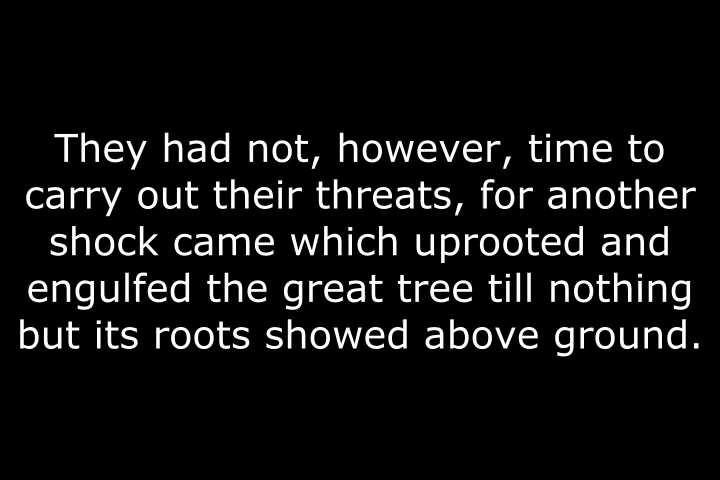 They had not, however, time to
carry out their threats, for another
shock came which uprooted and
engulfed the great tree till nothing
but its roots showed above ground.